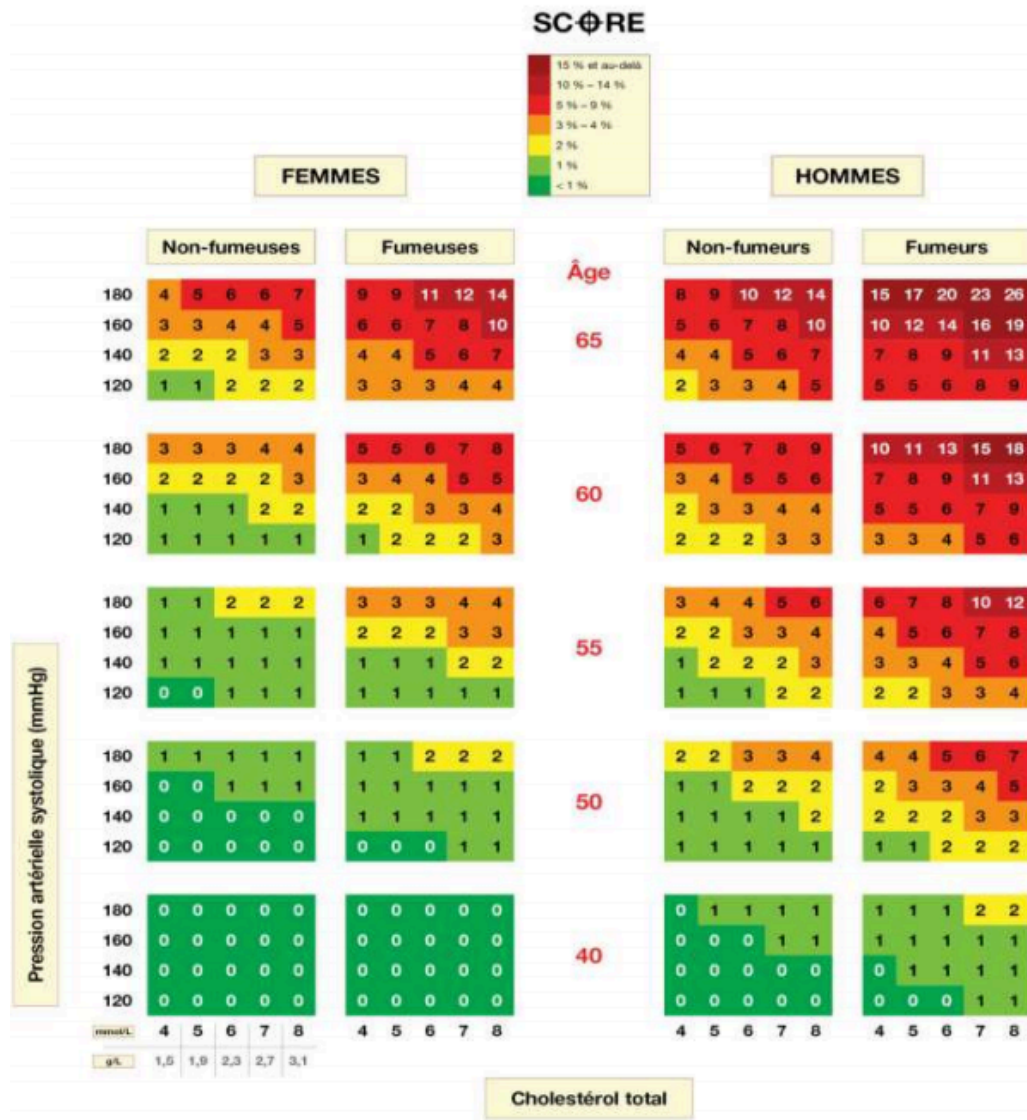 SCORE
15 % et au-delà
10 % – 14 %
5 % – 9 %
3 % – 4 %
2 %
1 %
< 1 %
FEMMES HOMMES
Non-fumeuses Fumeuses Âge Non-fumeurs Fumeurs
180 4 5 6 6 7 9 9 11 12 14 8 9 10 12 14 15 17 20 23 26
160 3 3 4 4 5 6 6 7 8 10 65 5 6 7 8 10 10 12 14 16 19
140 2 2 2 3 3 4 4 5 6 7 4 4 5 6 7 7 8 9 11 13
120 1 1 2 2 2 3 3 3 4 4 2 3 3 4 5 5 5 6 8 9
180 3 3 3 4 4 5 5 6 7 8 5 6 7 8 9 10 11 13 15 18
160 2 2 2 2 3 3 4 4 5 5 60 3 4 5 5 6 7 8 9 11 13
140 1 1 1 2 2 2 2 3 3 4 2 3 3 4 4 5 5 6 7 9
120 1 1 1 1 1 1 2 2 2 3 2 2 2 3 3 3 3 4 5 6
180 1 1 2 2 2 3 3 3 4 4 3 4 4 5 6 6 7 8 10 12
160 1 1 1 1 1 2 2 2 3 3 55 2 2 3 3 4 4 5 6 7 8
140 1 1 1 1 1 1 1 1 2 2 1 2 2 2 3 3 3 4 5 6
120 0 0 1 1 1 1 1 1 1 1 1 1 1 2 2 2 2 3 3 4
180 1 1 1 1 1 1 1 2 2 2 2 2 3 3 4 4 4 5 6 7
160 0 0 1 1 1 1 1 1 1 1 50 1 1 2 2 2 2 3 3 4 5
140 0 0 0 0 0 1 1 1 1 1 1 1 1 1 2 2 2 2 3 3
120 0 0 0 0 0 0 0 0 1 1 1 1 1 1 1 1 1 2 2 2
180 0 0 0 0 0 0 0 0 0 0 0 1 1 1 1 1 1 1 2 2
160 0 0 0 0 0 0 0 0 0 0 40 0 0 0 1 1 1 1 1 1 1
140 0 0 0 0 0 0 0 0 0 0 0 0 0 0 0 0 1 1 1 1
120 0 0 0 0 0 0 0 0 0 0 0 0 0 0 0 0 0 0 1 1
mmol/L 4 5 6 7 8 4 5 6 7 8 4 5 6 7 8 4 5 6 7 8
g/L 1,5 1,9 2,3 2,7 3,1
Pression artérielle systolique (mmHg)
Cholestérol total